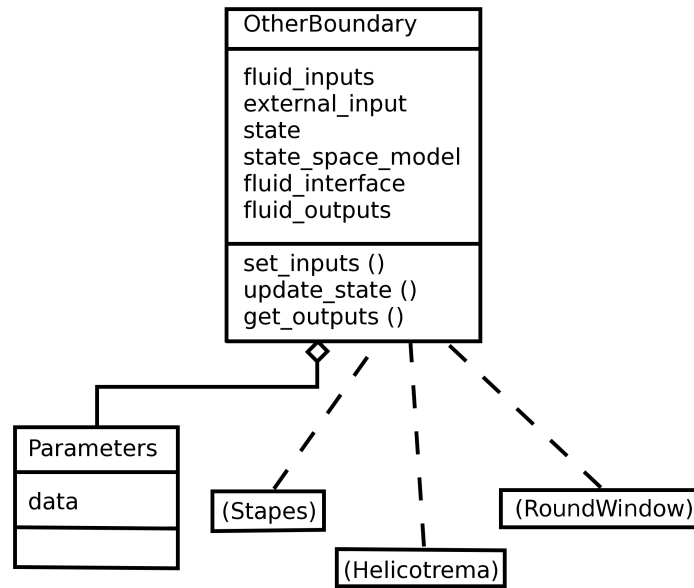 OtherBoundary
fluid_inputs
external_input
state
state_space_model
fluid_interface
fluid_outputs
set_inputs ()
update_state ()
get_outputs ()
Parameters
data
(Stapes)
(RoundWindow)
(Helicotrema)